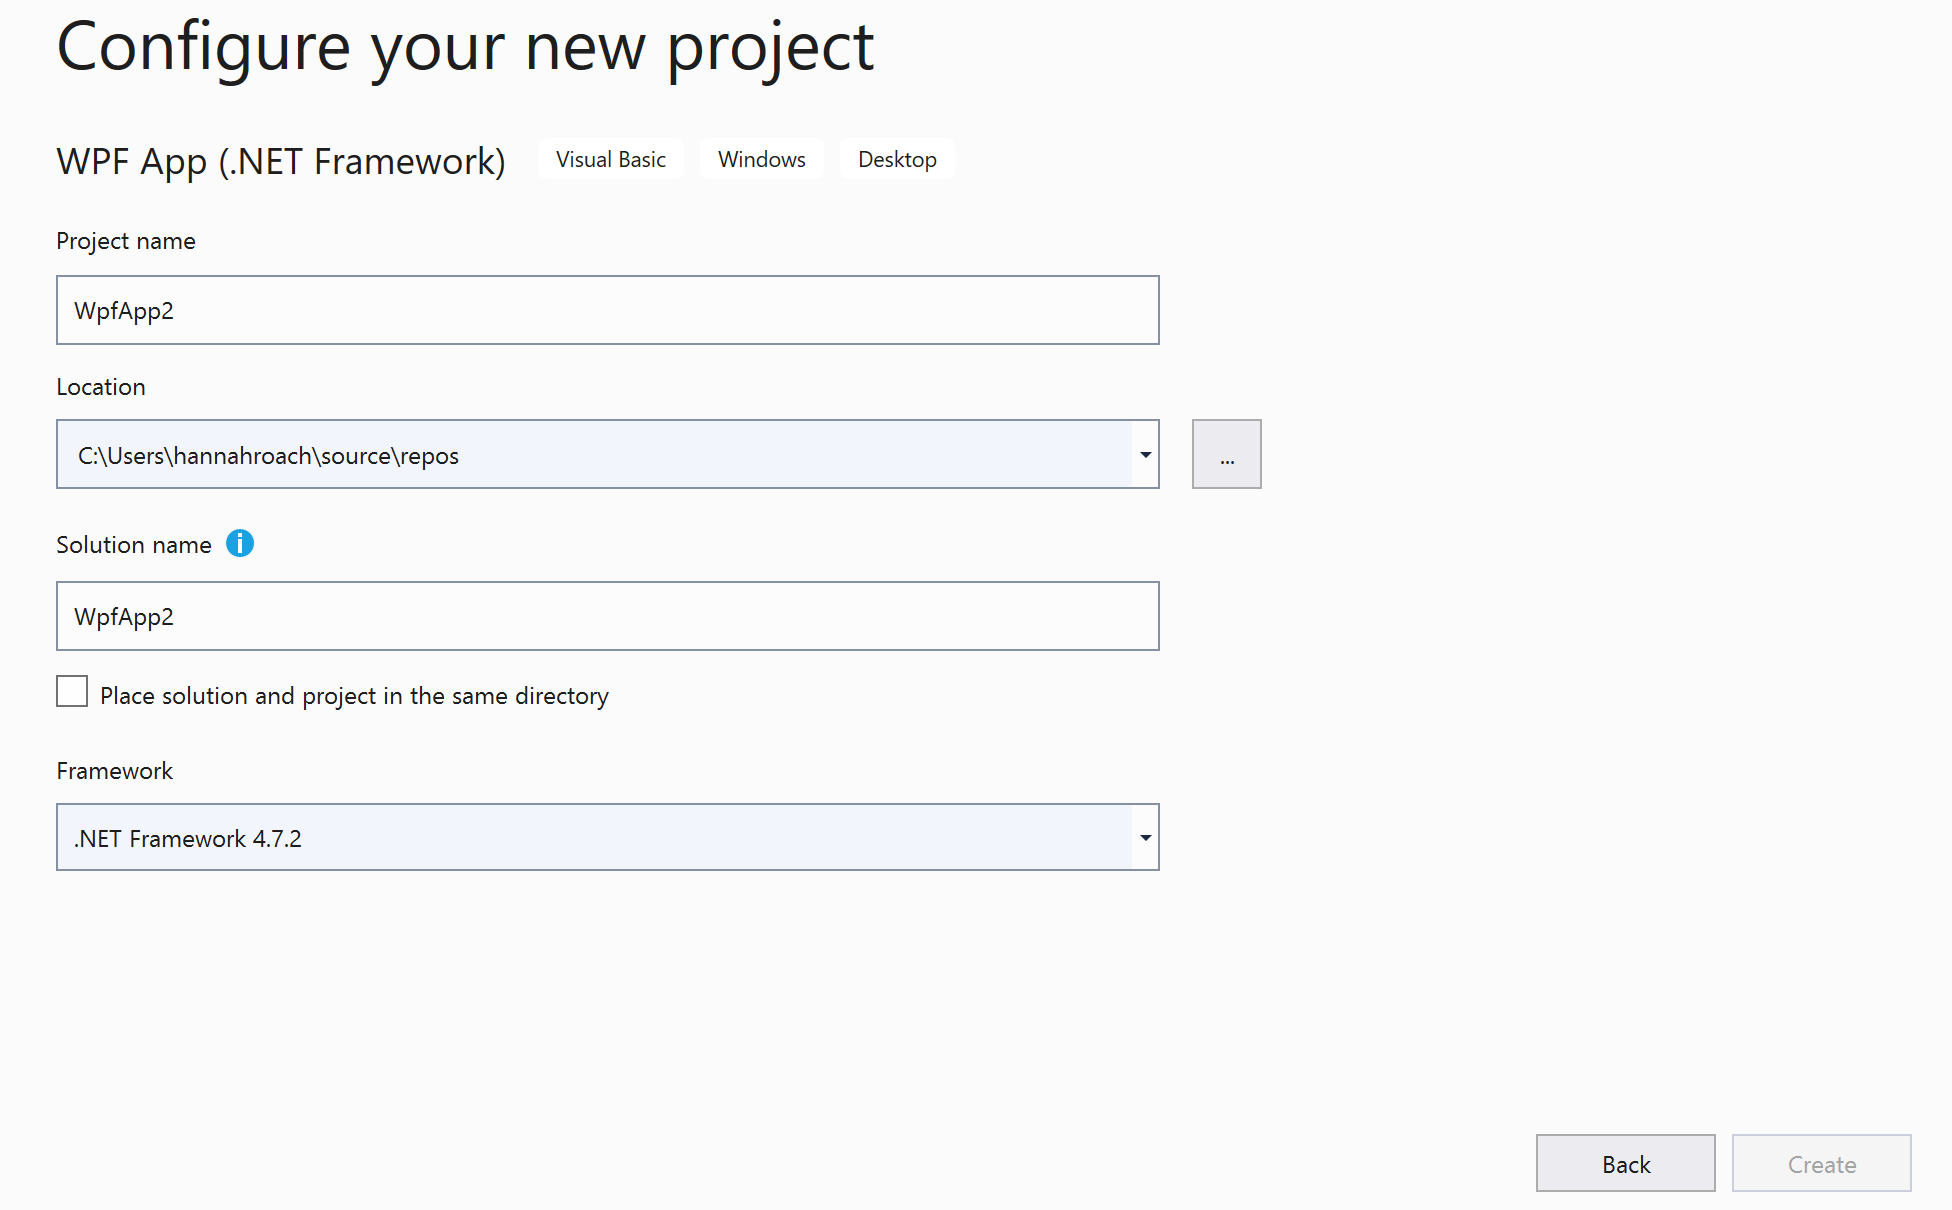 Configure your new project
WPF App (.NET Framework) Visual Basic Windows Desktop
Project name
WpfApp2
Location
C:\Users\hannahroach\source\repos
...
Solution name
WpfApp2
Place solution and project in the same directory
Framework
.NET Framework 4.7.2
Back Create